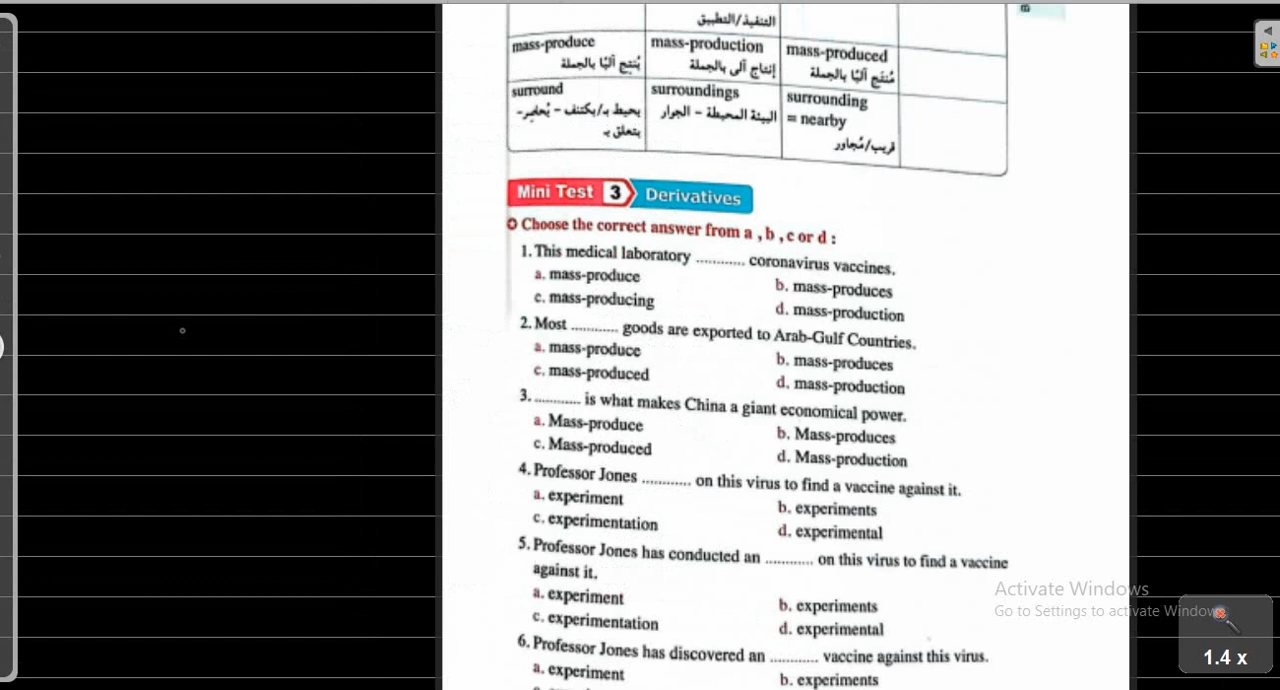 التنفيذ/التطبيق
mass-produce mass-production mass-produced
يُنتِج آليًا بالجملة إنتاج آلى بالجملة مُنتَج آليًا بالجملة
surround surroundings surrounding
يحيط بـ/يكتنف - يُحاصِر- البيئة المحيطة - الجوار = nearby
يتعلق بـ قريب/مُجاور
Mini Test 3 Derivatives
Choose the correct answer from a , b , c or d :
1. This medical laboratory ............ coronavirus vaccines.
a. mass-produce b. mass-produces
c. mass-producing d. mass-production
2. Most ............ goods are exported to Arab-Gulf Countries.
a. mass-produce b. mass-produces
c. mass-produced d. mass-production
3. ............ is what makes China a giant economical power.
a. Mass-produce b. Mass-produces
c. Mass-produced d. Mass-production
4. Professor Jones ............ on this virus to find a vaccine against it.
a. experiment b. experiments
c. experimentation d. experimental
5. Professor Jones has conducted an ............ on this virus to find a vaccine
against it.
a. experiment b. experiments
c. experimentation d. experimental
6. Professor Jones has discovered an ............ vaccine against this virus.
a. experiment b. experiments
Activate Windows
Go to Settings to activate Windows
1.4 x